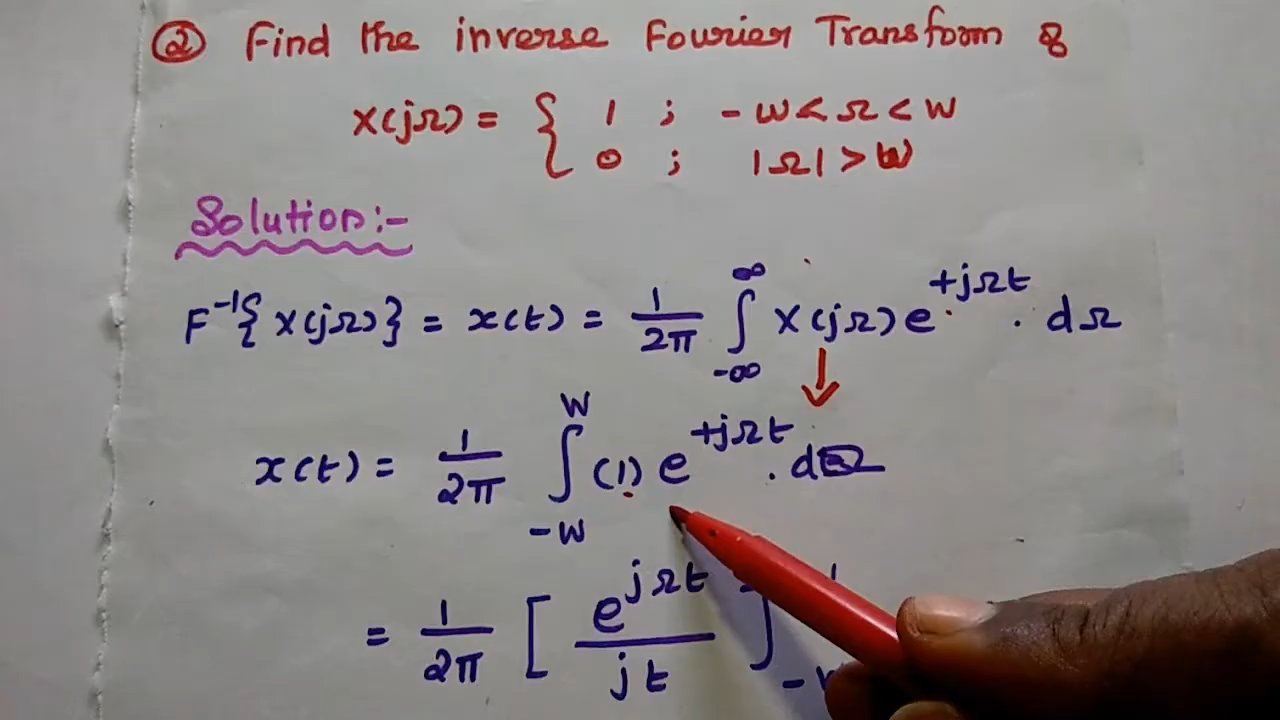 ② Find the inverse Fourier Transform of
X(jΩ) = { 1 ; -W < Ω < W
0 ; |Ω| > W
Solution:-
F⁻¹{X(jΩ)} = x(t) = 1/2π ∫_{-∞}^{∞} X(jΩ) e^{+jΩt} . dΩ
x(t) = 1/2π ∫_{-W}^{W} (1) e^{+jΩt} . dΩ
= 1/2π [ e^{jΩt} / jt ]